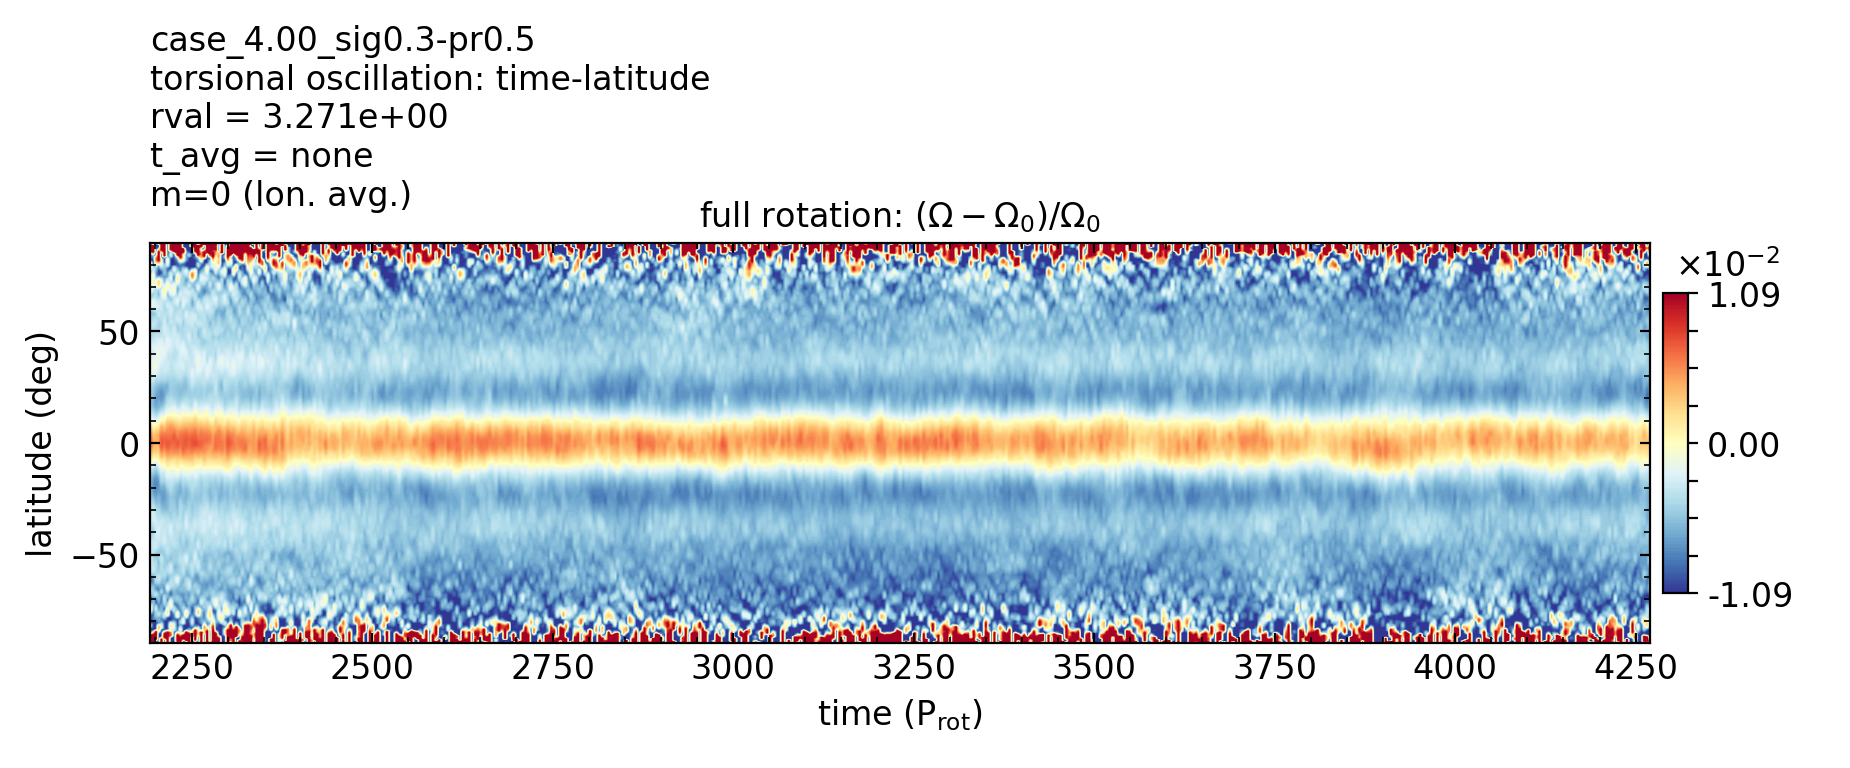 case_4.00_sig0.3-pr0.5
torsional oscillation: time-latitude
rval = 3.271e+00
t_avg = none
m=0 (lon. avg.)
full rotation: (Ω − Ω₀)/Ω₀
×10⁻²
1.09
0.00
-1.09
latitude (deg)
50
0
−50
2250 2500 2750 3000 3250 3500 3750 4000 4250
time (P_rot)